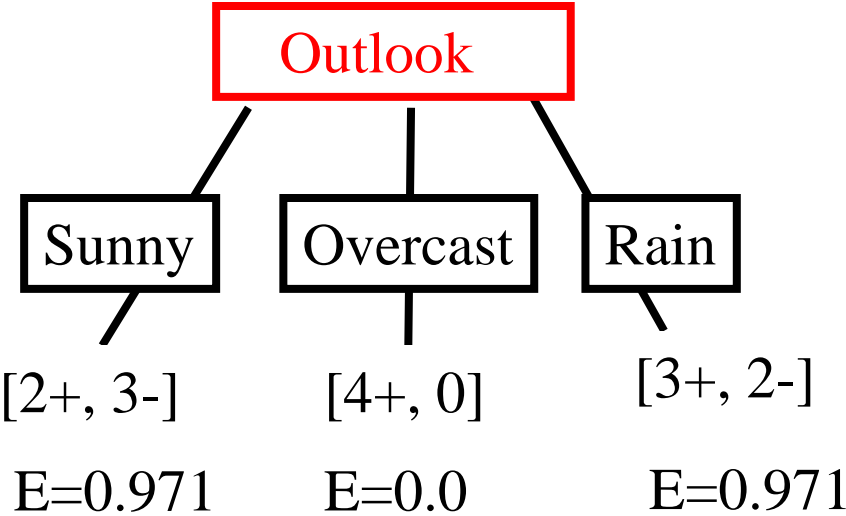 Outlook
Sunny Overcast Rain
[2+, 3-] [4+, 0] [3+, 2-]
E=0.971 E=0.0 E=0.971